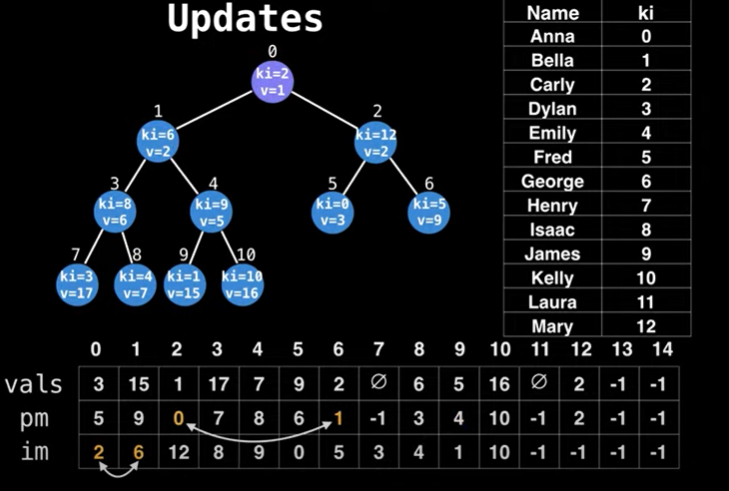 Updates
0
ki=2
v=1
1
2
ki=6
v=2
ki=12
v=2
3
4
5
6
ki=8
v=6
ki=9
v=5
ki=0
v=3
ki=5
v=9
7
8
9
10
ki=3
v=17
ki=4
v=7
ki=1
v=15
ki=10
v=16
Name ki
Anna 0
Bella 1
Carly 2
Dylan 3
Emily 4
Fred 5
George 6
Henry 7
Isaac 8
James 9
Kelly 10
Laura 11
Mary 12
0 1 2 3 4 5 6 7 8 9 10 11 12 13 14
vals 3 15 1 17 7 9 2 ∅ 6 5 16 ∅ 2 -1 -1
pm 5 9 0 7 8 6 1 -1 3 4 10 -1 2 -1 -1
im 2 6 12 8 9 0 5 3 4 1 10 -1 -1 -1 -1